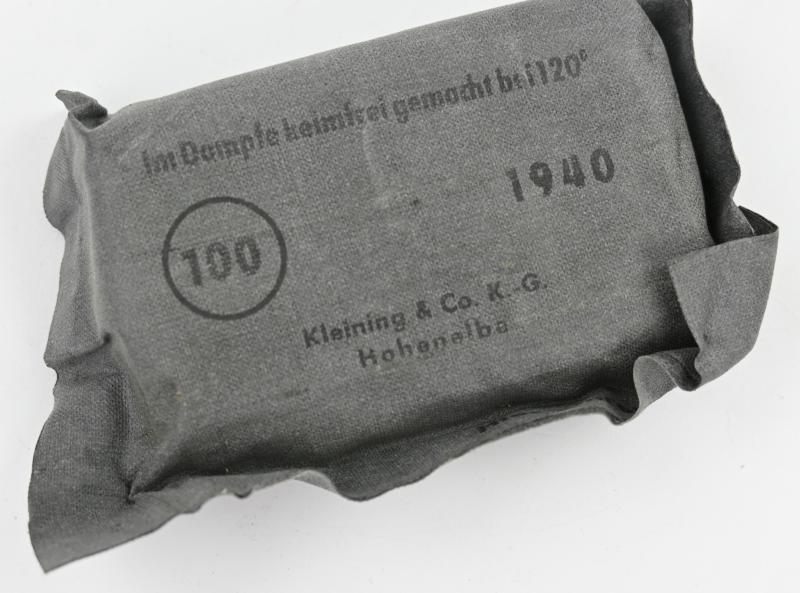 Im Dampfe keimfrei gemacht bei 120°
1940
100
Kleining & Co. K.-G.
Hohenelbe